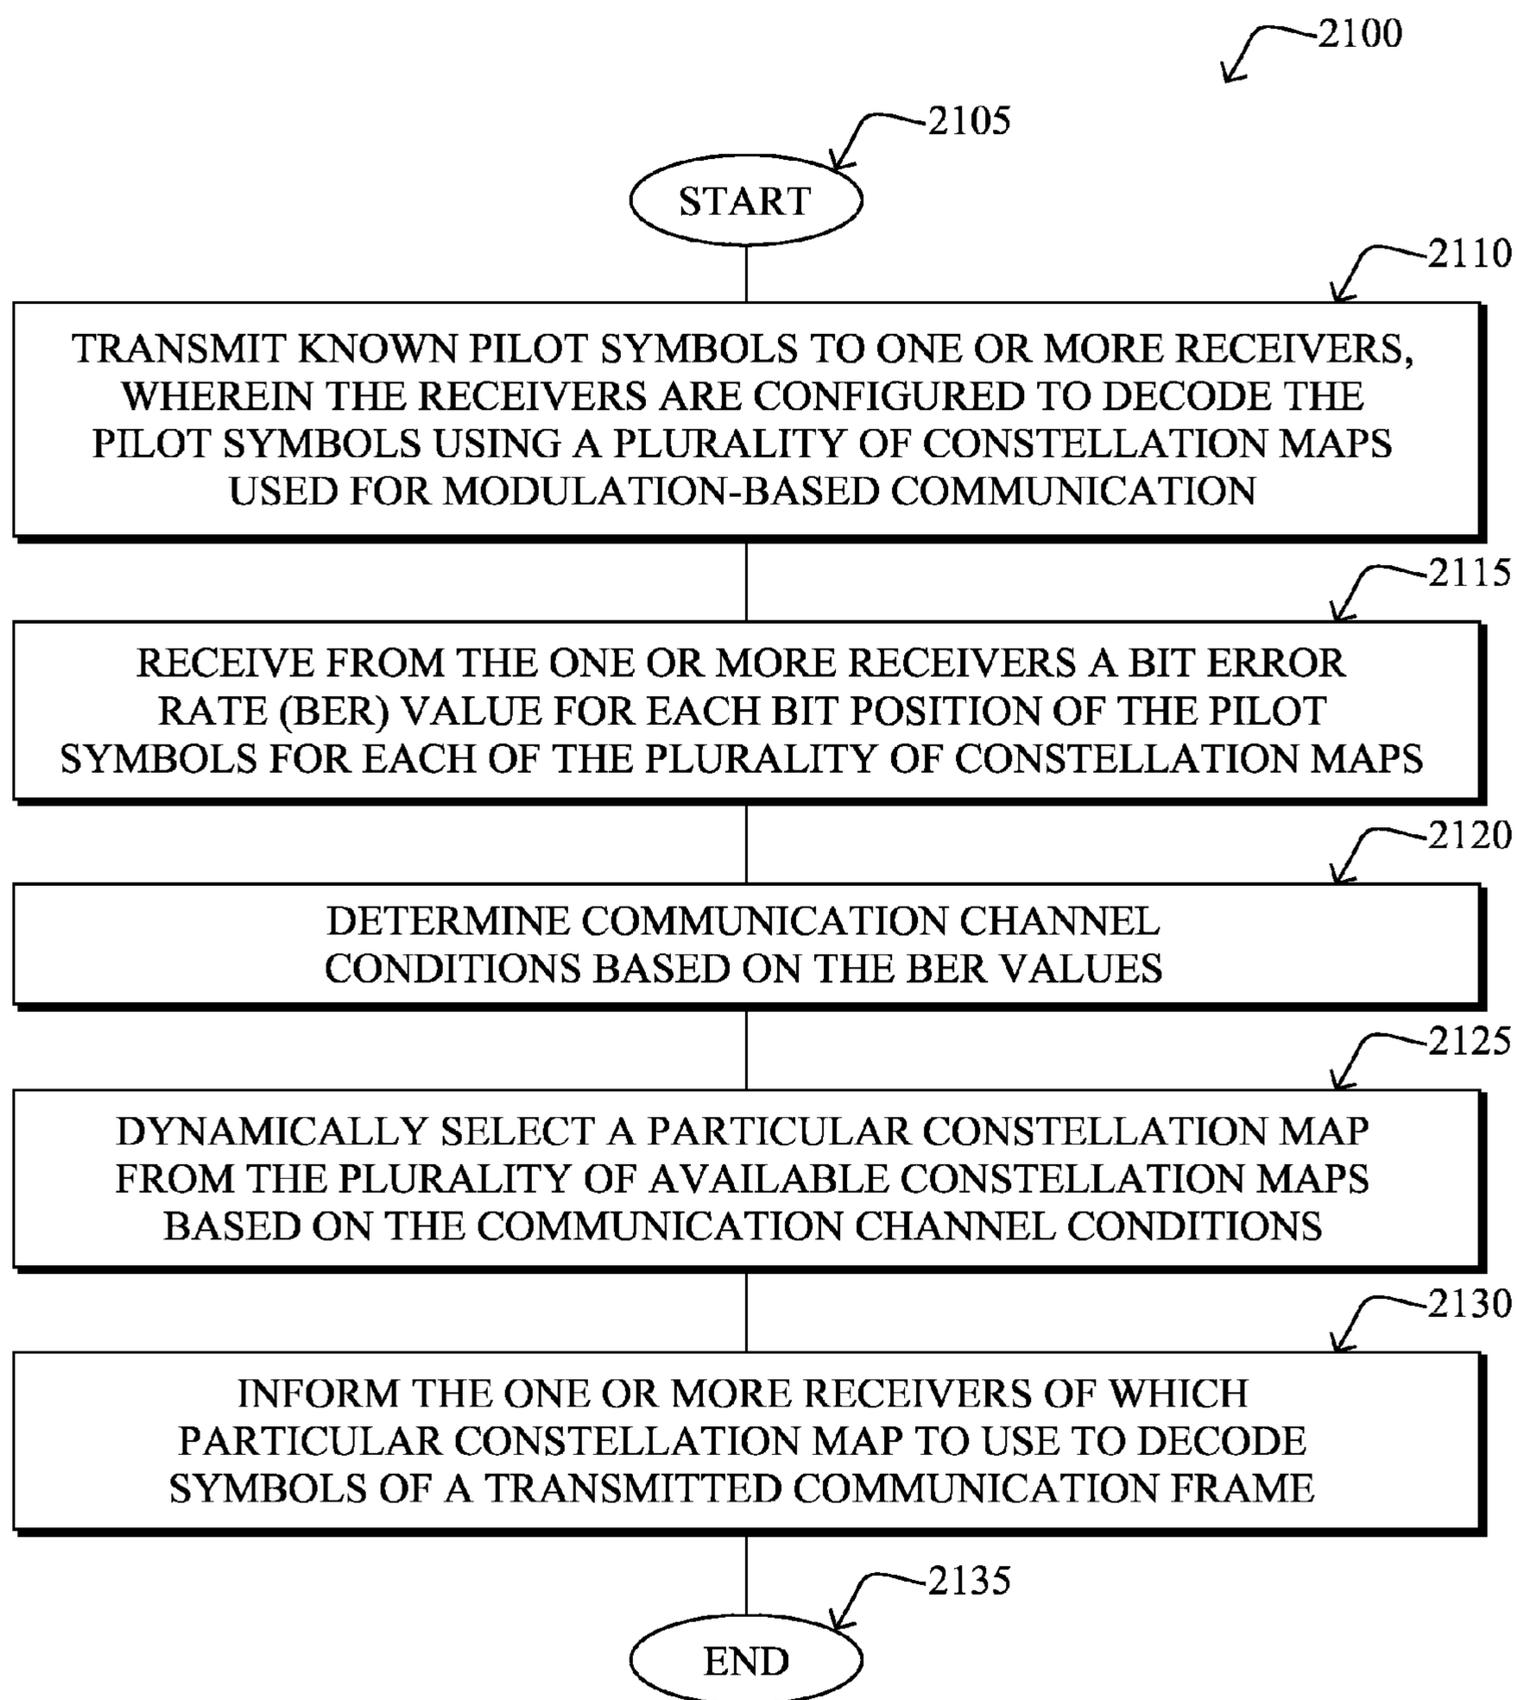 2100
2105
START
2110
TRANSMIT KNOWN PILOT SYMBOLS TO ONE OR MORE RECEIVERS,
WHEREIN THE RECEIVERS ARE CONFIGURED TO DECODE THE
PILOT SYMBOLS USING A PLURALITY OF CONSTELLATION MAPS
USED FOR MODULATION-BASED COMMUNICATION
2115
RECEIVE FROM THE ONE OR MORE RECEIVERS A BIT ERROR
RATE (BER) VALUE FOR EACH BIT POSITION OF THE PILOT
SYMBOLS FOR EACH OF THE PLURALITY OF CONSTELLATION MAPS
2120
DETERMINE COMMUNICATION CHANNEL
CONDITIONS BASED ON THE BER VALUES
2125
DYNAMICALLY SELECT A PARTICULAR CONSTELLATION MAP
FROM THE PLURALITY OF AVAILABLE CONSTELLATION MAPS
BASED ON THE COMMUNICATION CHANNEL CONDITIONS
2130
INFORM THE ONE OR MORE RECEIVERS OF WHICH
PARTICULAR CONSTELLATION MAP TO USE TO DECODE
SYMBOLS OF A TRANSMITTED COMMUNICATION FRAME
2135
END